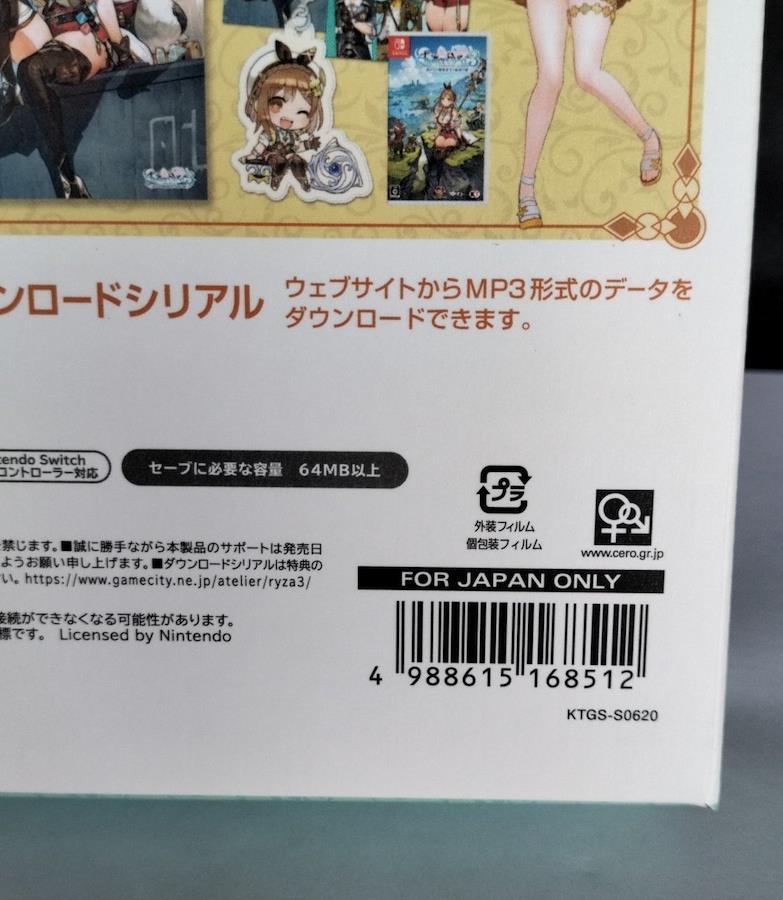 ンロードシリアル
ウェブサイトからMP3形式のデータを
ダウンロードできます。
tendo Switch
コントローラー対応
セーブに必要な容量 64MB以上
プラ
外装フィルム
個包装フィルム
www.cero.gr.jp
を禁じます。■誠に勝手ながら本製品のサポートは発売日
ようお願い申し上げます。■ダウンロードシリアルは特典の
い。https://www.gamecity.ne.jp/atelier/ryza3/
接続ができなくなる可能性があります。
標です。 Licensed by Nintendo
FOR JAPAN ONLY
4 988615 168512
KTGS-S0620